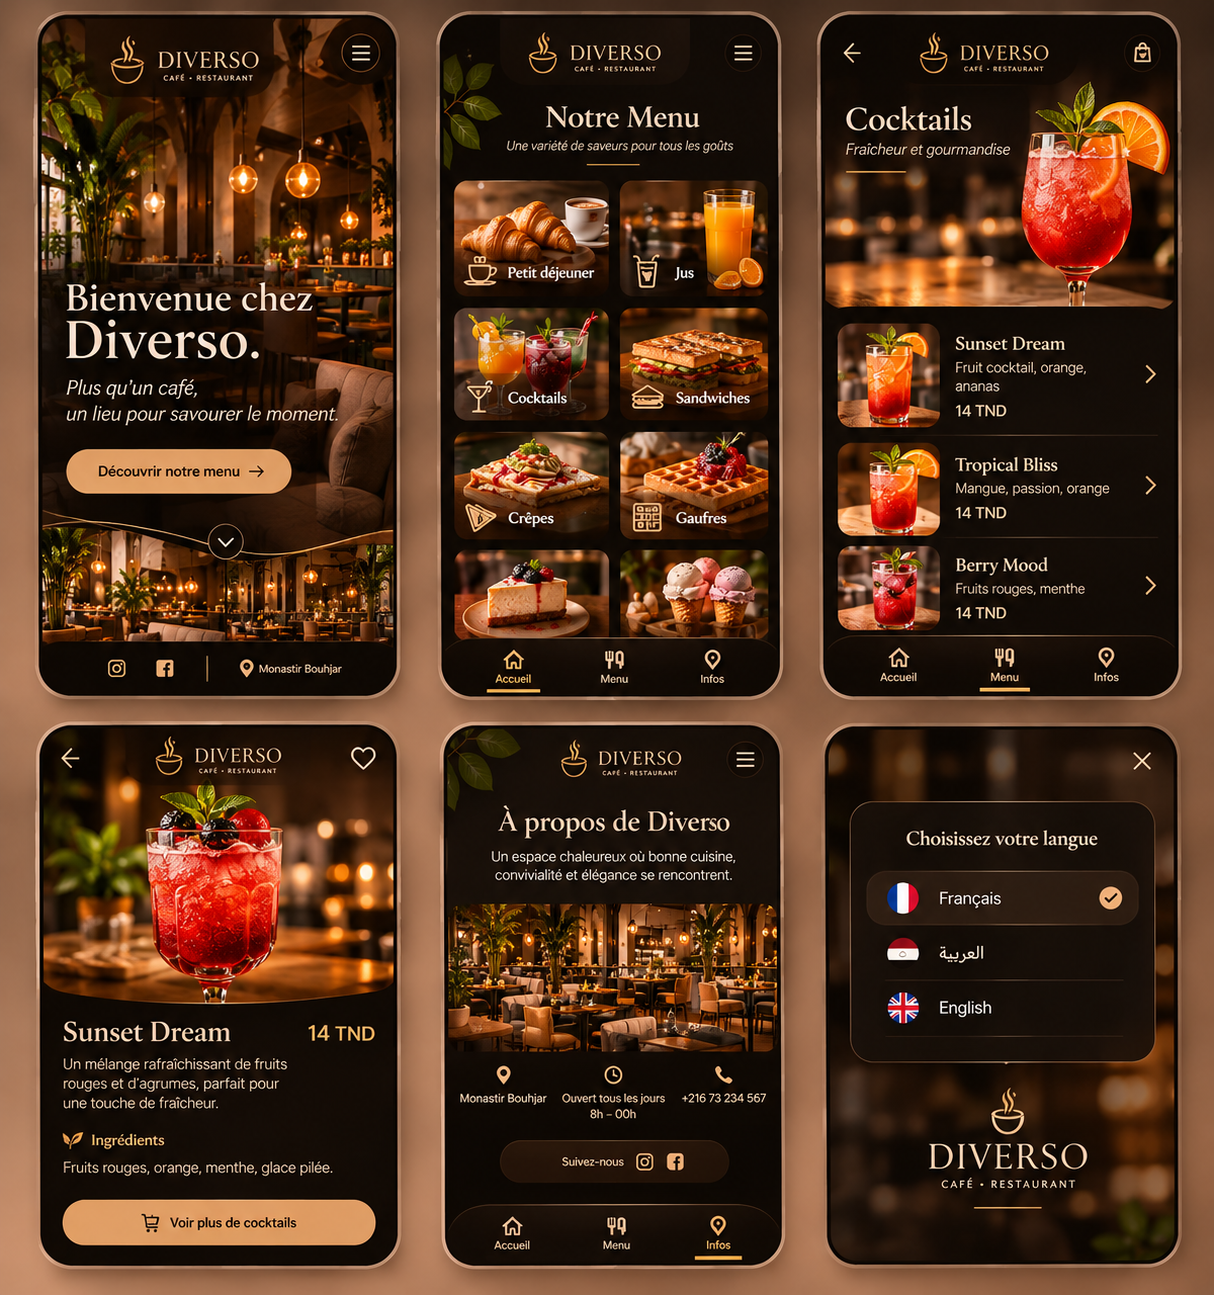 DIVERSO
CAFÉ • RESTAURANT
Bienvenue chez
Diverso.
Plus qu'un café,
un lieu pour savourer le moment.
Découvrir notre menu
Monastir Bouhjar
DIVERSO
CAFÉ • RESTAURANT
Notre Menu
Une variété de saveurs pour tous les goûts
Petit déjeuner
Jus
Cocktails
Sandwiches
Crêpes
Gaufres
Accueil
Menu
Infos
DIVERSO
CAFÉ • RESTAURANT
Cocktails
Fraîcheur et gourmandise
Sunset Dream
Fruit cocktail, orange,
ananas
14 TND
Tropical Bliss
Mangue, passion, orange
14 TND
Berry Mood
Fruits rouges, menthe
14 TND
Accueil
Menu
Infos
DIVERSO
CAFÉ • RESTAURANT
Sunset Dream
14 TND
Un mélange rafraîchissant de fruits
rouges et d'agrumes, parfait pour
une touche de fraîcheur.
Ingrédients
Fruits rouges, orange, menthe, glace pilée.
Voir plus de cocktails
DIVERSO
CAFÉ • RESTAURANT
À propos de Diverso
Un espace chaleureux où bonne cuisine,
convivialité et élégance se rencontrent.
Monastir Bouhjar
Ouvert tous les jours
8h – 00h
+216 73 234 567
Suivez-nous
Accueil
Menu
Infos
Choisissez votre langue
Français
العربية
English
DIVERSO
CAFÉ • RESTAURANT